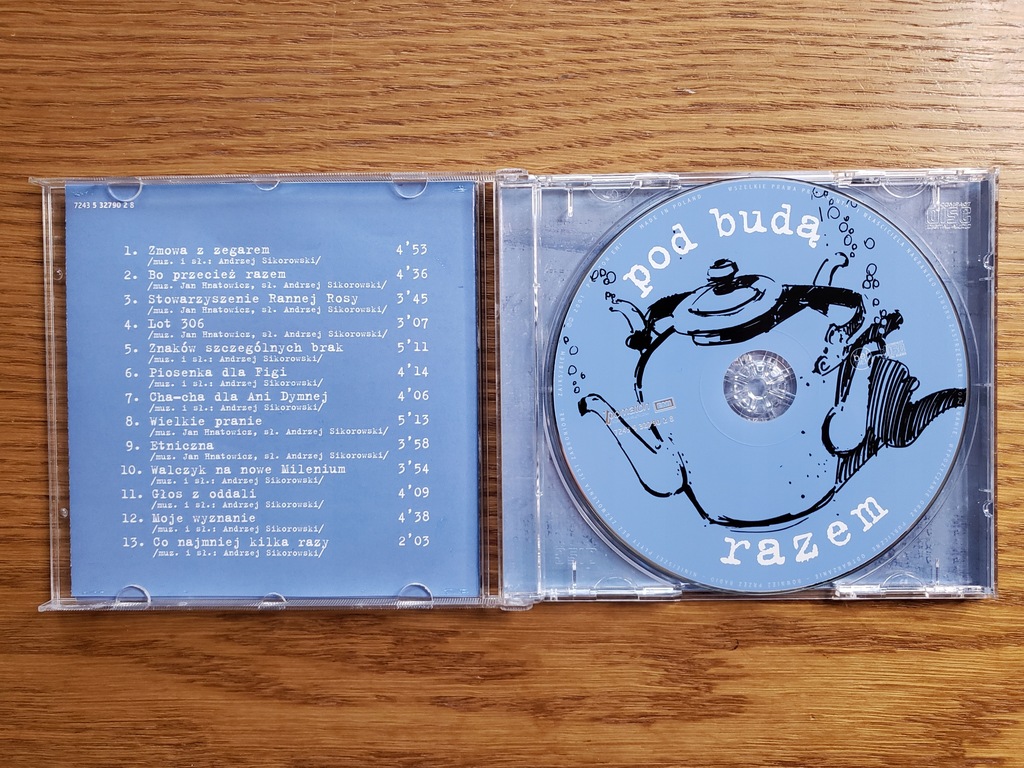 7243 5 32790 2 8
1. Zmowa z zegarem 4'53
/muz. i sł.: Andrzej Sikorowski/
2. Bo przecież razem 4'36
/muz. Jan Hnatowicz, sł. Andrzej Sikorowski/
3. Stowarzyszenie Rannej Rosy 3'45
/muz. Jan Hnatowicz, sł. Andrzej Sikorowski/
4. Lot 306 3'07
/muz. Jan Hnatowicz, sł. Andrzej Sikorowski/
5. Znaków szczególnych brak 5'11
/muz. i sł.: Andrzej Sikorowski/
6. Piosenka dla Figi 4'14
/muz. i sł.: Andrzej Sikorowski/
7. Cha-cha dla Ani Dymnej 4'06
/muz. i sł.: Andrzej Sikorowski/
8. Wielkie pranie 5'13
/muz. Jan Hnatowicz, sł. Andrzej Sikorowski/
9. Etniczna 3'58
/muz. Jan Hnatowicz, sł. Andrzej Sikorowski/
10. Walczyk na nowe Milenium 3'54
/muz. i sł.: Andrzej Sikorowski/
11. Głos z oddali 4'09
/muz. i sł.: Andrzej Sikorowski/
12. Moje wyznanie 4'38
/muz. i sł.: Andrzej Sikorowski/
13. Co najmniej kilka razy 2'03
/muz. i sł.: Andrzej Sikorowski/
pod budą
razem
MADE IN POLAND
WSZELKIE PRAWA
COMPACT
disc